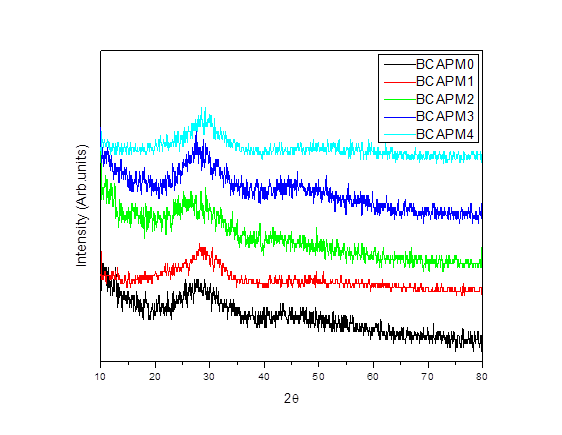 BCAPM0
BCAPM1
BCAPM2
BCAPM3
BCAPM4
Intensity (Arb.units)
10 20 30 40 50 60 70 80
2θ